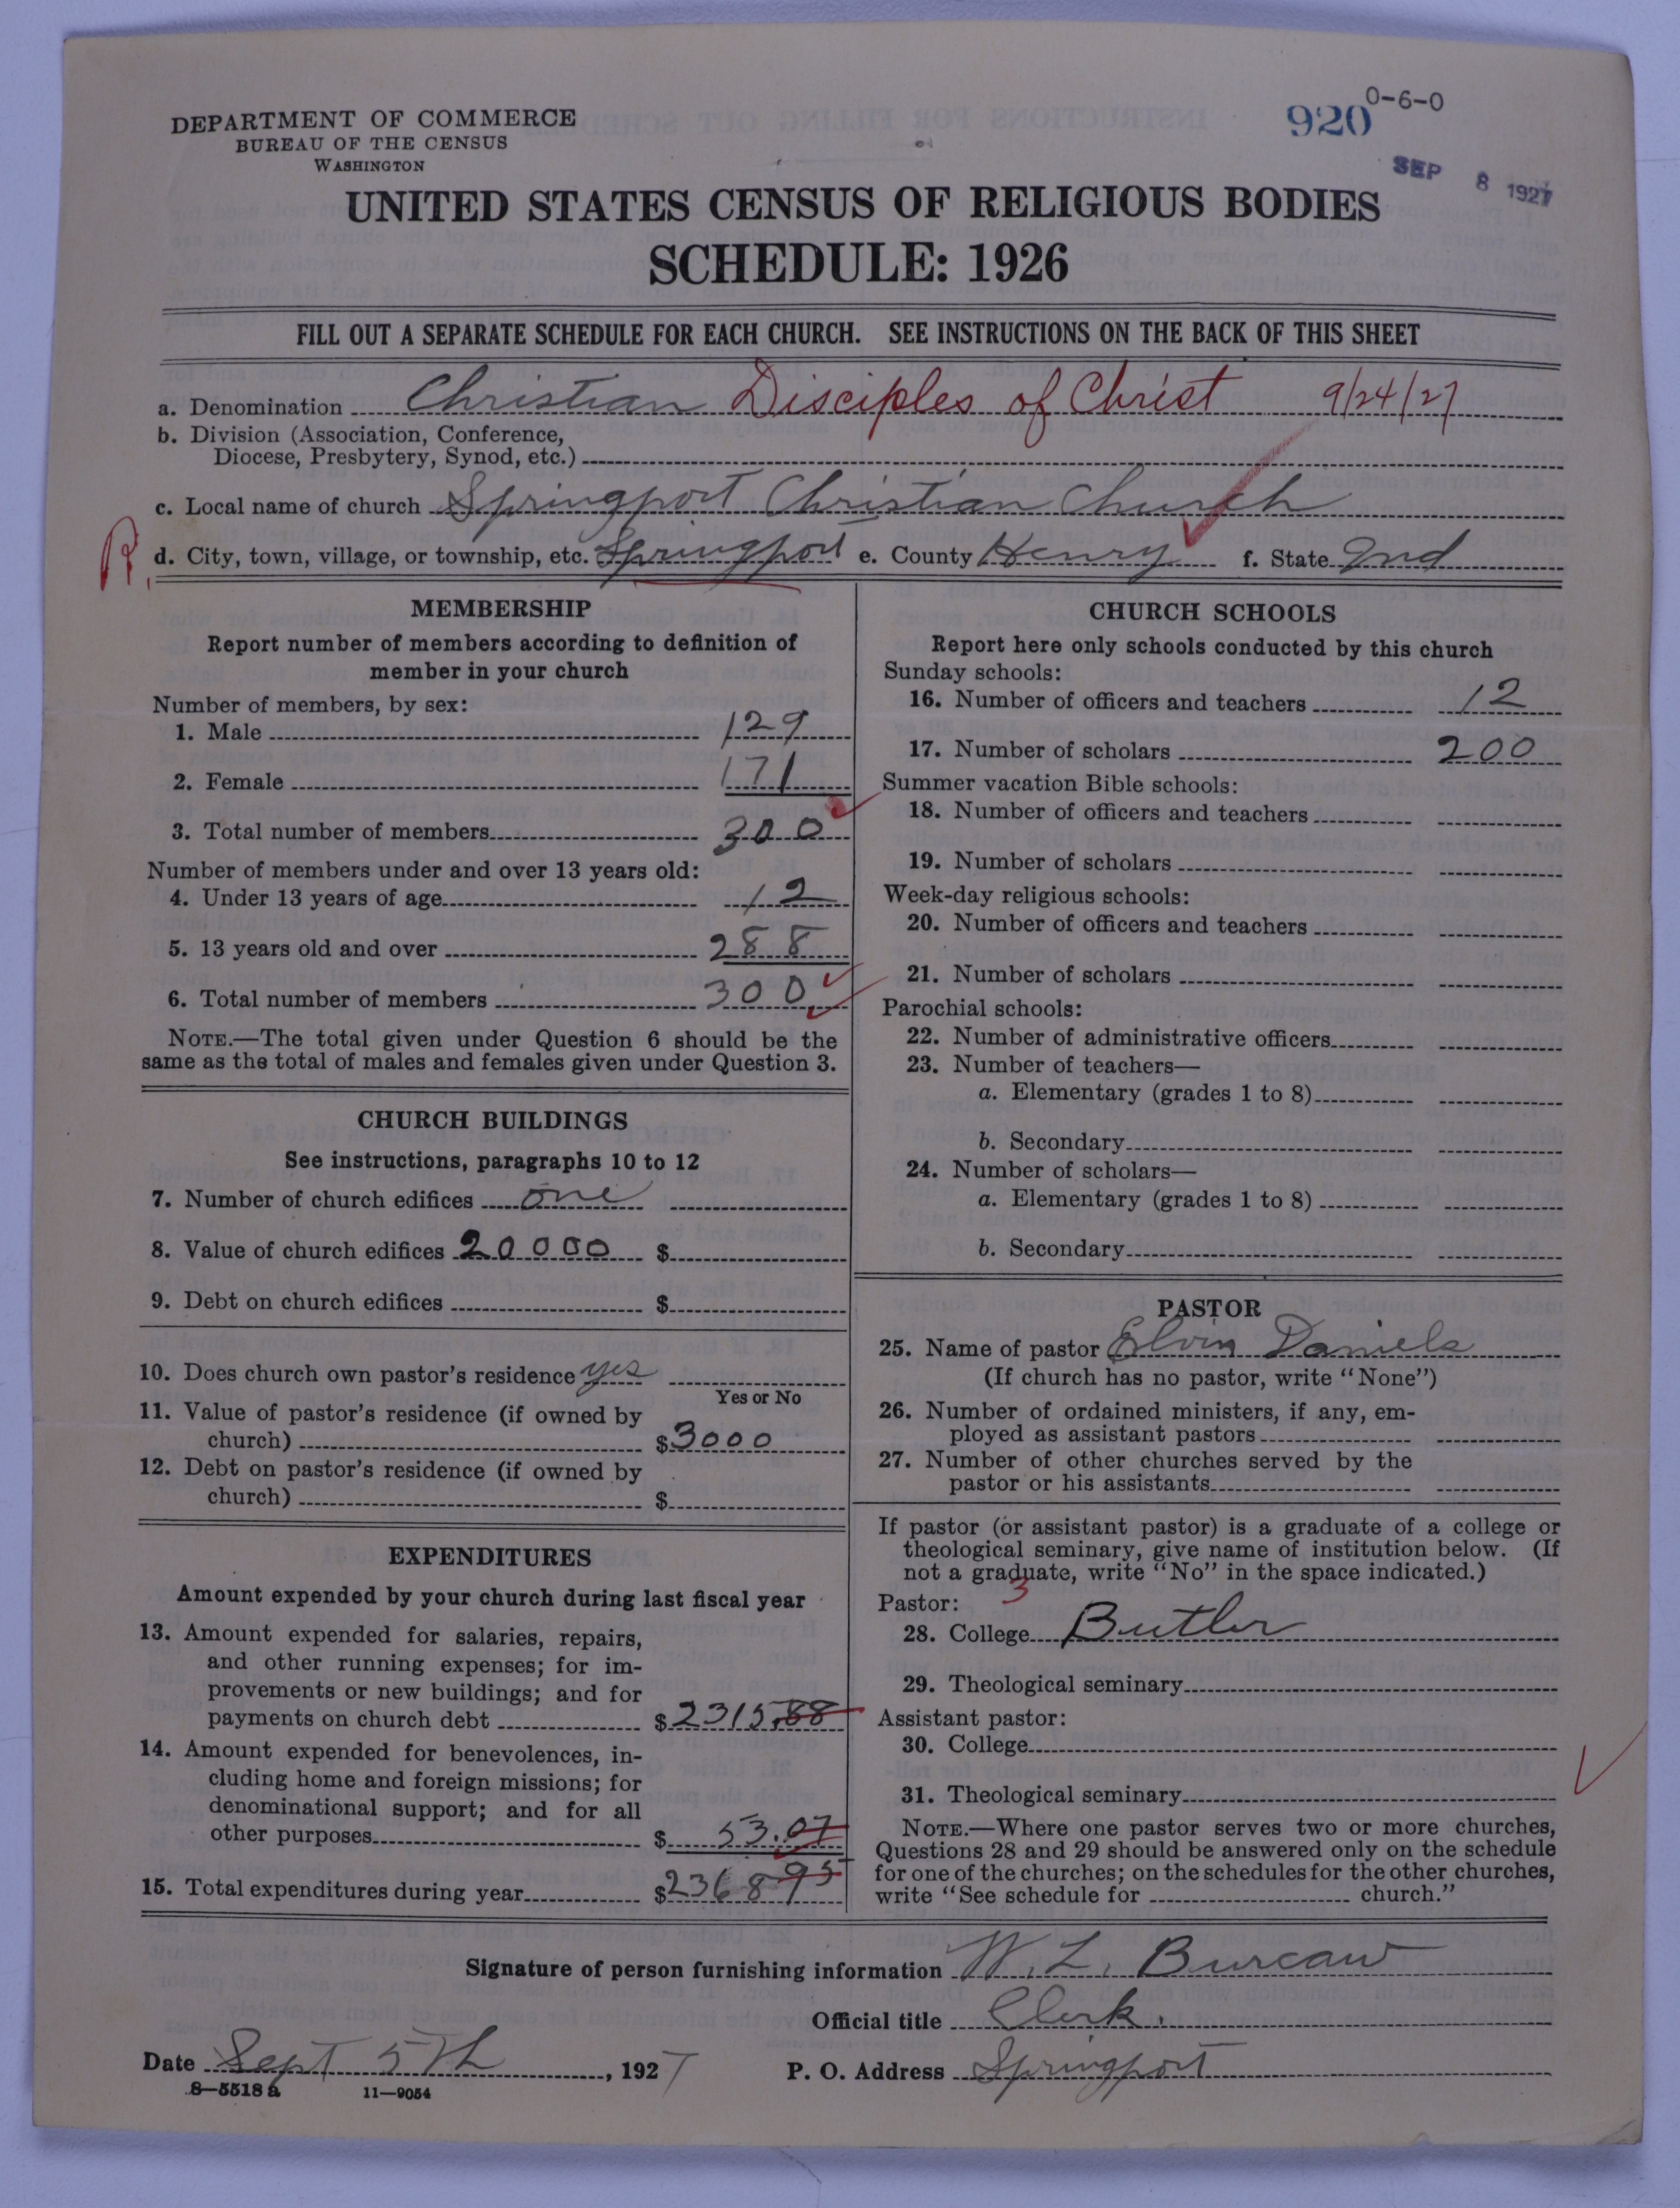 DEPARTMENT OF COMMERCE
BUREAU OF THE CENSUS
WASHINGTON
920
0-6-0
SEP 8 1927
UNITED STATES CENSUS OF RELIGIOUS BODIES
SCHEDULE: 1926
FILL OUT A SEPARATE SCHEDULE FOR EACH CHURCH. SEE INSTRUCTIONS ON THE BACK OF THIS SHEET
a. Denomination Christian Disciples of Christ 9/24/27
b. Division (Association, Conference,
Diocese, Presbytery, Synod, etc.)
c. Local name of church Springport Christian Church
R. d. City, town, village, or township, etc. Springport e. County Henry f. State Ind
MEMBERSHIP
Report number of members according to definition of
member in your church
Number of members, by sex:
1. Male 129
2. Female 171
3. Total number of members 300
Number of members under and over 13 years old:
4. Under 13 years of age 12
5. 13 years old and over 288
6. Total number of members 300
NOTE.—The total given under Question 6 should be the
same as the total of males and females given under Question 3.
CHURCH BUILDINGS
See instructions, paragraphs 10 to 12
7. Number of church edifices one
8. Value of church edifices 20000 $
9. Debt on church edifices $
10. Does church own pastor's residence yes
Yes or No
11. Value of pastor's residence (if owned by
church) $3000
12. Debt on pastor's residence (if owned by
church) $
EXPENDITURES
Amount expended by your church during last fiscal year
13. Amount expended for salaries, repairs,
and other running expenses; for im-
provements or new buildings; and for
payments on church debt $2315.88
14. Amount expended for benevolences, in-
cluding home and foreign missions; for
denominational support; and for all
other purposes $ 53.07
15. Total expenditures during year $2368 95
CHURCH SCHOOLS
Report here only schools conducted by this church
Sunday schools:
16. Number of officers and teachers 12
17. Number of scholars 200
Summer vacation Bible schools:
18. Number of officers and teachers
19. Number of scholars
Week-day religious schools:
20. Number of officers and teachers
21. Number of scholars
Parochial schools:
22. Number of administrative officers
23. Number of teachers—
a. Elementary (grades 1 to 8)
b. Secondary
24. Number of scholars—
a. Elementary (grades 1 to 8)
b. Secondary
PASTOR
25. Name of pastor Elvin Daniels
(If church has no pastor, write "None")
26. Number of ordained ministers, if any, em-
ployed as assistant pastors
27. Number of other churches served by the
pastor or his assistants
If pastor (or assistant pastor) is a graduate of a college or
theological seminary, give name of institution below. (If
not a graduate, write "No" in the space indicated.)
Pastor: 3
28. College Butler
29. Theological seminary
Assistant pastor:
30. College
31. Theological seminary
NOTE.—Where one pastor serves two or more churches,
Questions 28 and 29 should be answered only on the schedule
for one of the churches; on the schedules for the other churches,
write "See schedule for church."
Signature of person furnishing information W. L. Burcaw
Official title Clerk.
Date Sept 5th, 1927 P. O. Address Springport
8—5518 a 11—9054